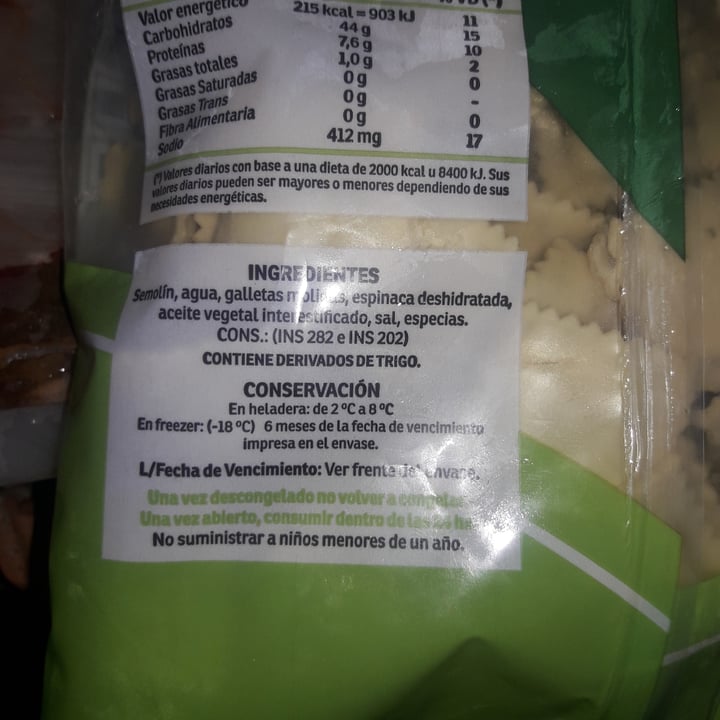 Valor energético 215 kcal = 903 kJ 11
Carbohidratos 44 g 15
Proteínas 7,6 g 10
Grasas totales 1,0 g 2
Grasas Saturadas 0 g 0
Grasas Trans 0 g -
Fibra Alimentaria 0 g 0
Sodio 412 mg 17
(*) Valores diarios con base a una dieta de 2000 kcal u 8400 kJ. Sus
valores diarios pueden ser mayores o menores dependiendo de sus
necesidades energéticas.
INGREDIENTES
Semolín, agua, galletas molidas, espinaca deshidratada,
aceite vegetal interestificado, sal, especias.
CONS.: (INS 282 e INS 202)
CONTIENE DERIVADOS DE TRIGO.
CONSERVACIÓN
En heladera: de 2 ºC a 8 ºC
En freezer: (-18 ºC) 6 meses de la fecha de vencimiento
impresa en el envase.
L/Fecha de Vencimiento: Ver frente del envase.
Una vez descongelado no volver a congelar
Una vez abierto, consumir dentro de las
No suministrar a niños menores de un año.